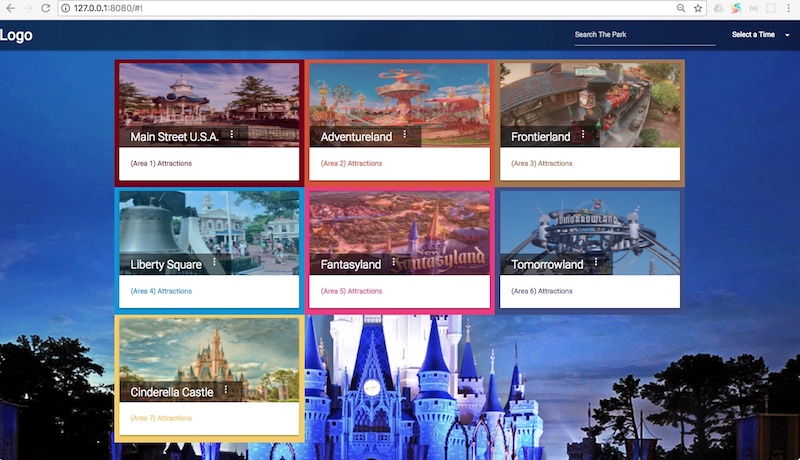 127.0.0.1:8080/#!
Logo
Search The Park
Select a Time
Main Street U.S.A.
(Area 1) Attractions
Adventureland
(Area 2) Attractions
Frontierland
(Area 3) Attractions
Liberty Square
(Area 4) Attractions
Fantasyland
Fantasyland
(Area 5) Attractions
TOMORROWLAND
Tomorrowland
(Area 6) Attractions
Cinderella Castle
(Area 7) Attractions